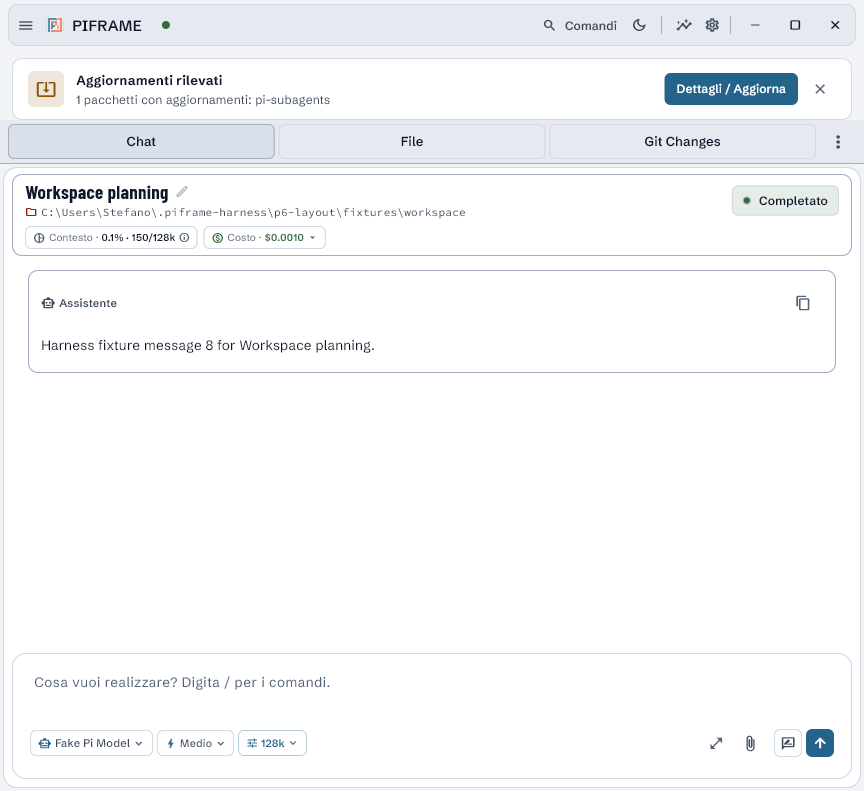 PIFRAME
Comandi
Aggiornamenti rilevati
1 pacchetti con aggiornamenti: pi-subagents
Dettagli / Aggiorna
Chat
File
Git Changes
Workspace planning
C:\Users\Stefano\.piframe-harness\p6-layout\fixtures\workspace
Completato
Contesto · 0.1% · 150/128k
Costo · $0.0010
Assistente
Harness fixture message 8 for Workspace planning.
Cosa vuoi realizzare? Digita / per i comandi.
Fake Pi Model
Medio
128k